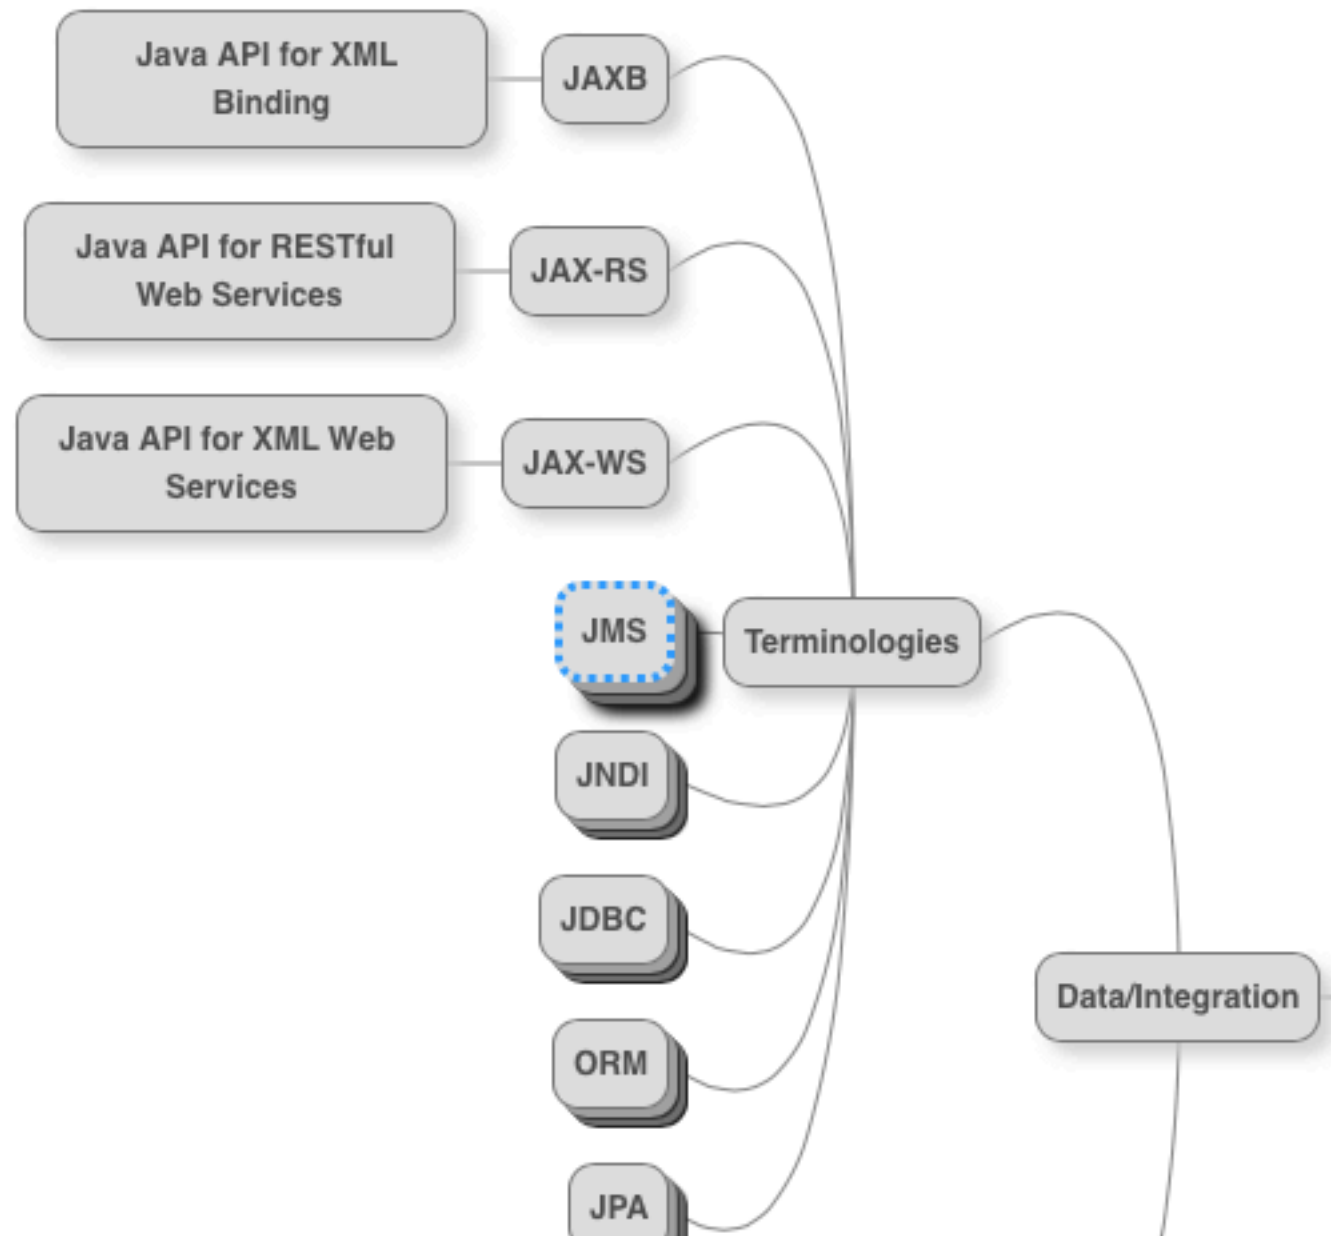 Java API for XML
Binding
JAXB
Java API for RESTful
Web Services
JAX-RS
Java API for XML Web
Services
JAX-WS
JMS
Terminologies
JNDI
JDBC
Data/Integration
ORM
JPA